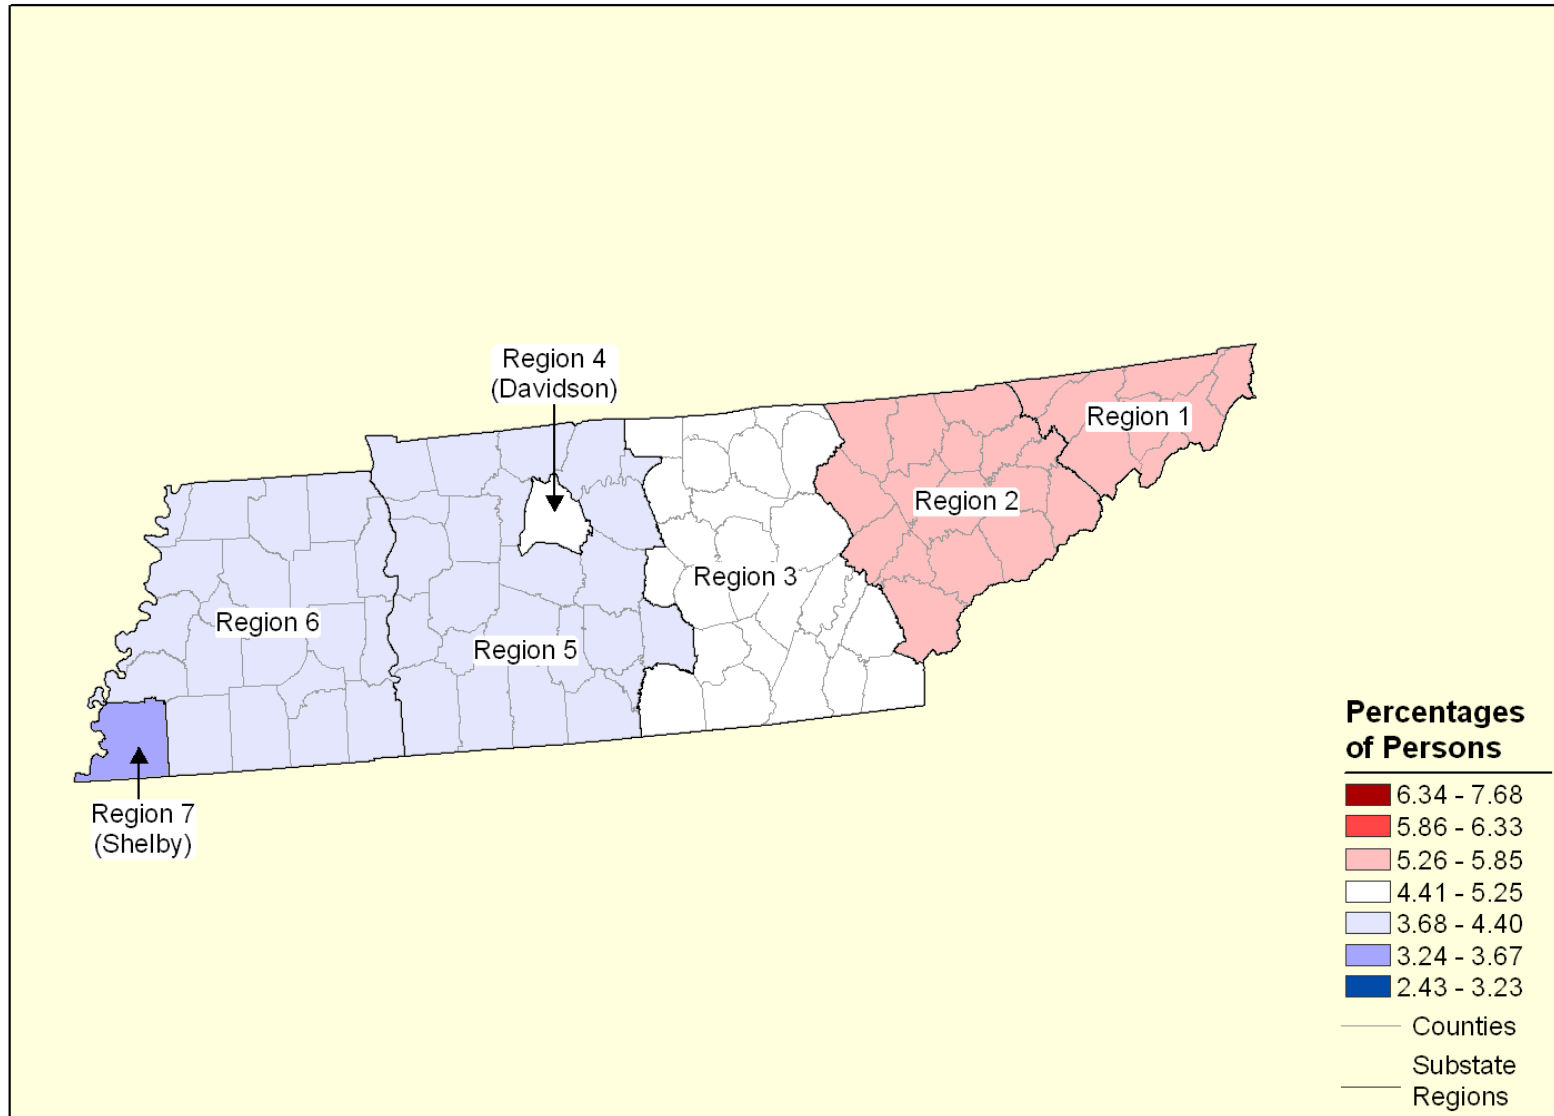 Region 4
(Davidson)
Region 1
Region 2
Region 3
Region 6
Region 5
Region 7
(Shelby)
Percentages
of Persons
6.34 - 7.68
5.86 - 6.33
5.26 - 5.85
4.41 - 5.25
3.68 - 4.40
3.24 - 3.67
2.43 - 3.23
Counties
Substate
Regions